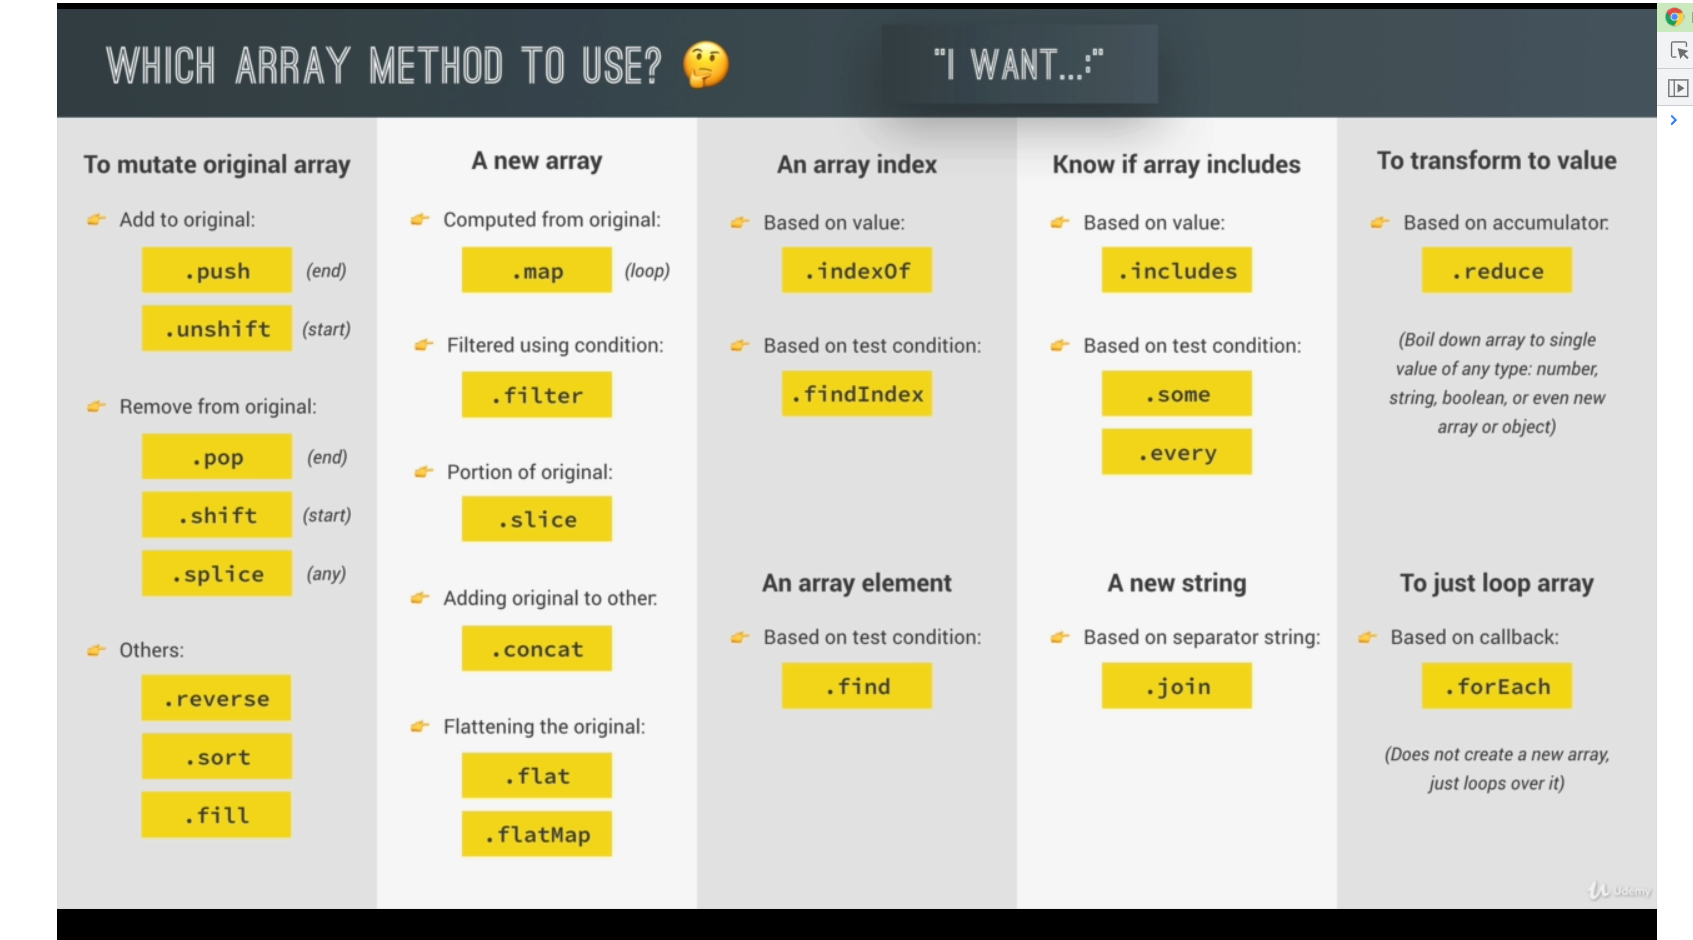 WHICH ARRAY METHOD TO USE? 🤔
"I WANT...:"
To mutate original array
👉 Add to original:
.push (end)
.unshift (start)
👉 Remove from original:
.pop (end)
.shift (start)
.splice (any)
👉 Others:
.reverse
.sort
.fill
A new array
👉 Computed from original:
.map (loop)
👉 Filtered using condition:
.filter
👉 Portion of original:
.slice
👉 Adding original to other:
.concat
👉 Flattening the original:
.flat
.flatMap
An array index
👉 Based on value:
.indexOf
👉 Based on test condition:
.findIndex
An array element
👉 Based on test condition:
.find
Know if array includes
👉 Based on value:
.includes
👉 Based on test condition:
.some
.every
A new string
👉 Based on separator string:
.join
To transform to value
👉 Based on accumulator:
.reduce
(Boil down array to single
value of any type: number,
string, boolean, or even new
array or object)
To just loop array
👉 Based on callback:
.forEach
(Does not create a new array,
just loops over it)
Udemy